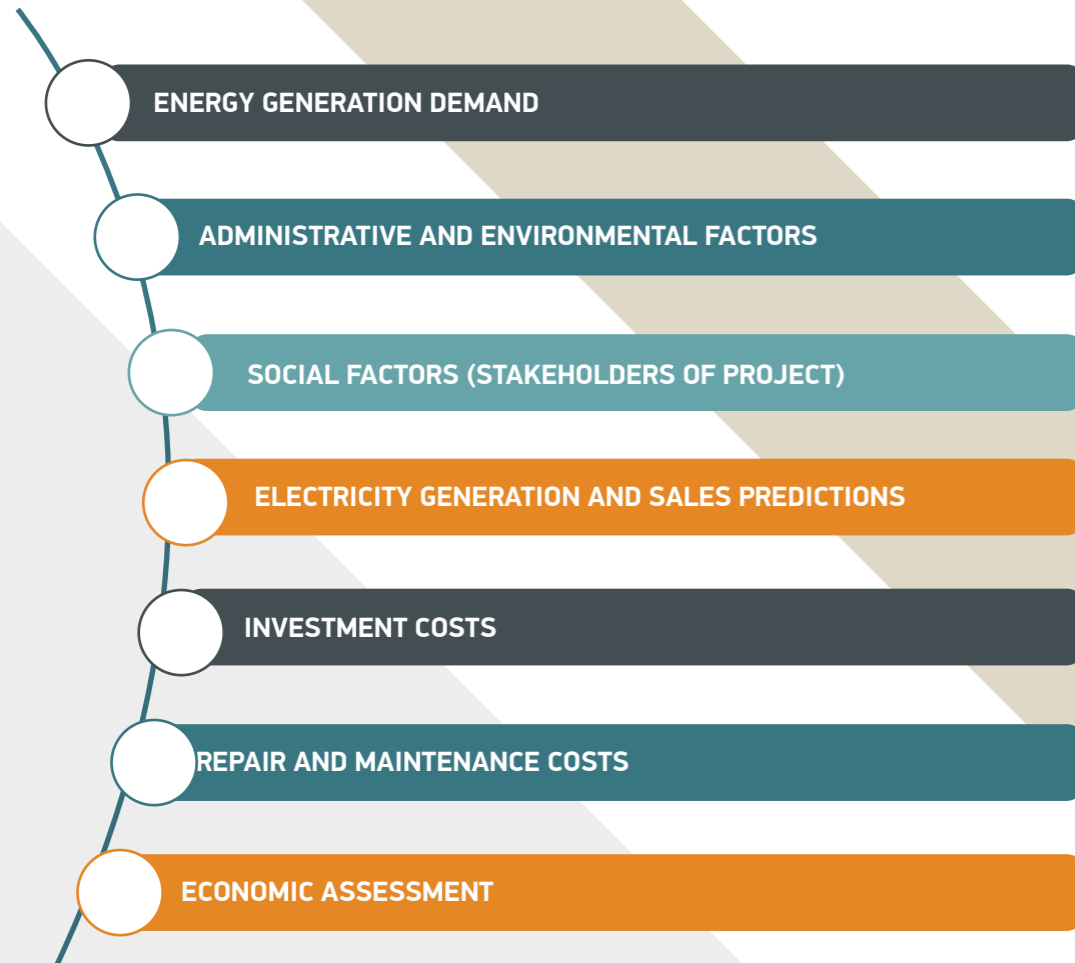 ENERGY GENERATION DEMAND
ADMINISTRATIVE AND ENVIRONMENTAL FACTORS
SOCIAL FACTORS (STAKEHOLDERS OF PROJECT)
ELECTRICITY GENERATION AND SALES PREDICTIONS
INVESTMENT COSTS
REPAIR AND MAINTENANCE COSTS
ECONOMIC ASSESSMENT